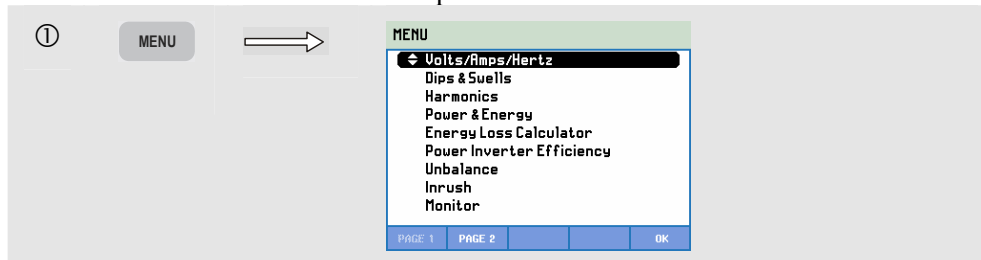 ①
MENU
MENU
Volts/Amps/Hertz
Dips & Swells
Harmonics
Power & Energy
Energy Loss Calculator
Power Inverter Efficiency
Unbalance
Inrush
Monitor
PAGE 1 PAGE 2 OK